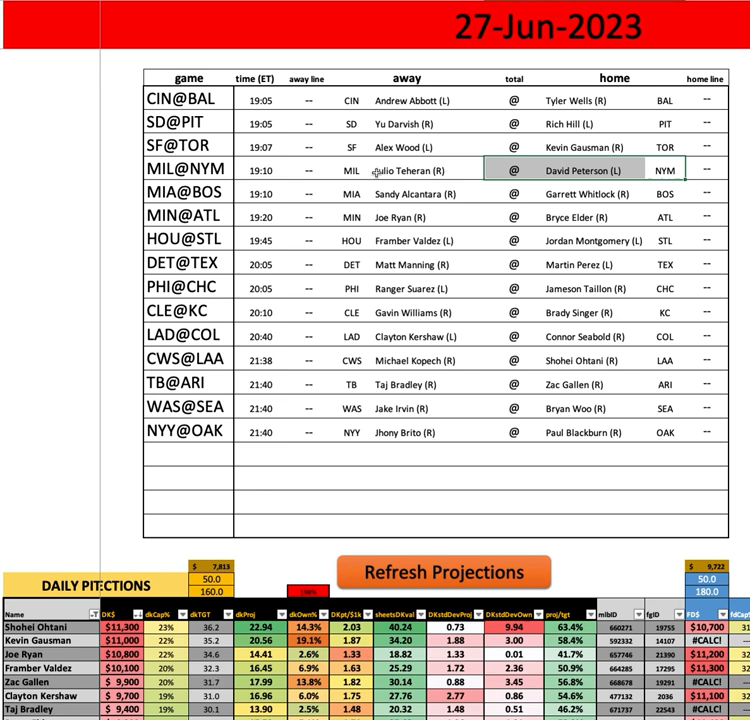 27-Jun-2023
game time (ET) away line away total home home line
CIN@BAL 19:05 -- CIN Andrew Abbott (L) @ Tyler Wells (R) BAL --
SD@PIT 19:05 -- SD Yu Darvish (R) @ Rich Hill (L) PIT --
SF@TOR 19:07 -- SF Alex Wood (L) @ Kevin Gausman (R) TOR --
MIL@NYM 19:10 -- MIL Julio Teheran (R) @ David Peterson (L) NYM --
MIA@BOS 19:10 -- MIA Sandy Alcantara (R) @ Garrett Whitlock (R) BOS --
MIN@ATL 19:20 -- MIN Joe Ryan (R) @ Bryce Elder (R) ATL --
HOU@STL 19:45 -- HOU Framber Valdez (L) @ Jordan Montgomery (L) STL --
DET@TEX 20:05 -- DET Matt Manning (R) @ Martin Perez (L) TEX --
PHI@CHC 20:05 -- PHI Ranger Suarez (L) @ Jameson Taillon (R) CHC --
CLE@KC 20:10 -- CLE Gavin Williams (R) @ Brady Singer (R) KC --
LAD@COL 20:40 -- LAD Clayton Kershaw (L) @ Connor Seabold (R) COL --
CWS@LAA 21:38 -- CWS Michael Kopech (R) @ Shohei Ohtani (R) LAA --
TB@ARI 21:40 -- TB Taj Bradley (R) @ Zac Gallen (R) ARI --
WAS@SEA 21:40 -- WAS Jake Irvin (R) @ Bryan Woo (R) SEA --
NYY@OAK 21:40 -- NYY Jhony Brito (R) @ Paul Blackburn (R) OAK --
$ 7,813 $ 9,722
DAILY PITECTIONS 50.0 Refresh Projections 50.0
160.0 198% 180.0
Name DK$ dkCap% dkTGT dkProj dkOwn% DKpt/$1k sheetsDKval DKstdDevProj DKstdDevOwn proj/tgt mlbID fgID FD$ fdCap
Shohei Ohtani $11,300 23% 36.2 22.94 14.3% 2.03 40.24 0.73 9.94 63.4% 660271 19755 $10,700 31
Kevin Gausman $11,000 22% 35.2 20.56 19.1% 1.87 34.20 1.88 3.00 58.4% 592332 14107 #CALC!
Joe Ryan $10,800 22% 34.6 14.41 2.6% 1.33 18.82 1.33 0.01 41.7% 657746 21390 $11,200 32
Framber Valdez $10,100 20% 32.3 16.45 6.9% 1.63 25.29 1.72 2.36 50.9% 664285 17295 $11,300 32
Zac Gallen $ 9,900 20% 31.7 17.99 13.8% 1.82 30.14 0.88 3.45 56.8% 668678 19291 #CALC!
Clayton Kershaw $ 9,700 19% 31.0 16.96 6.0% 1.75 27.76 2.77 0.86 54.6% 477132 2036 $11,100 32
Taj Bradley $ 9,400 19% 30.1 13.90 2.5% 1.48 20.32 1.48 0.51 46.2% 671737 22543 #CALC!